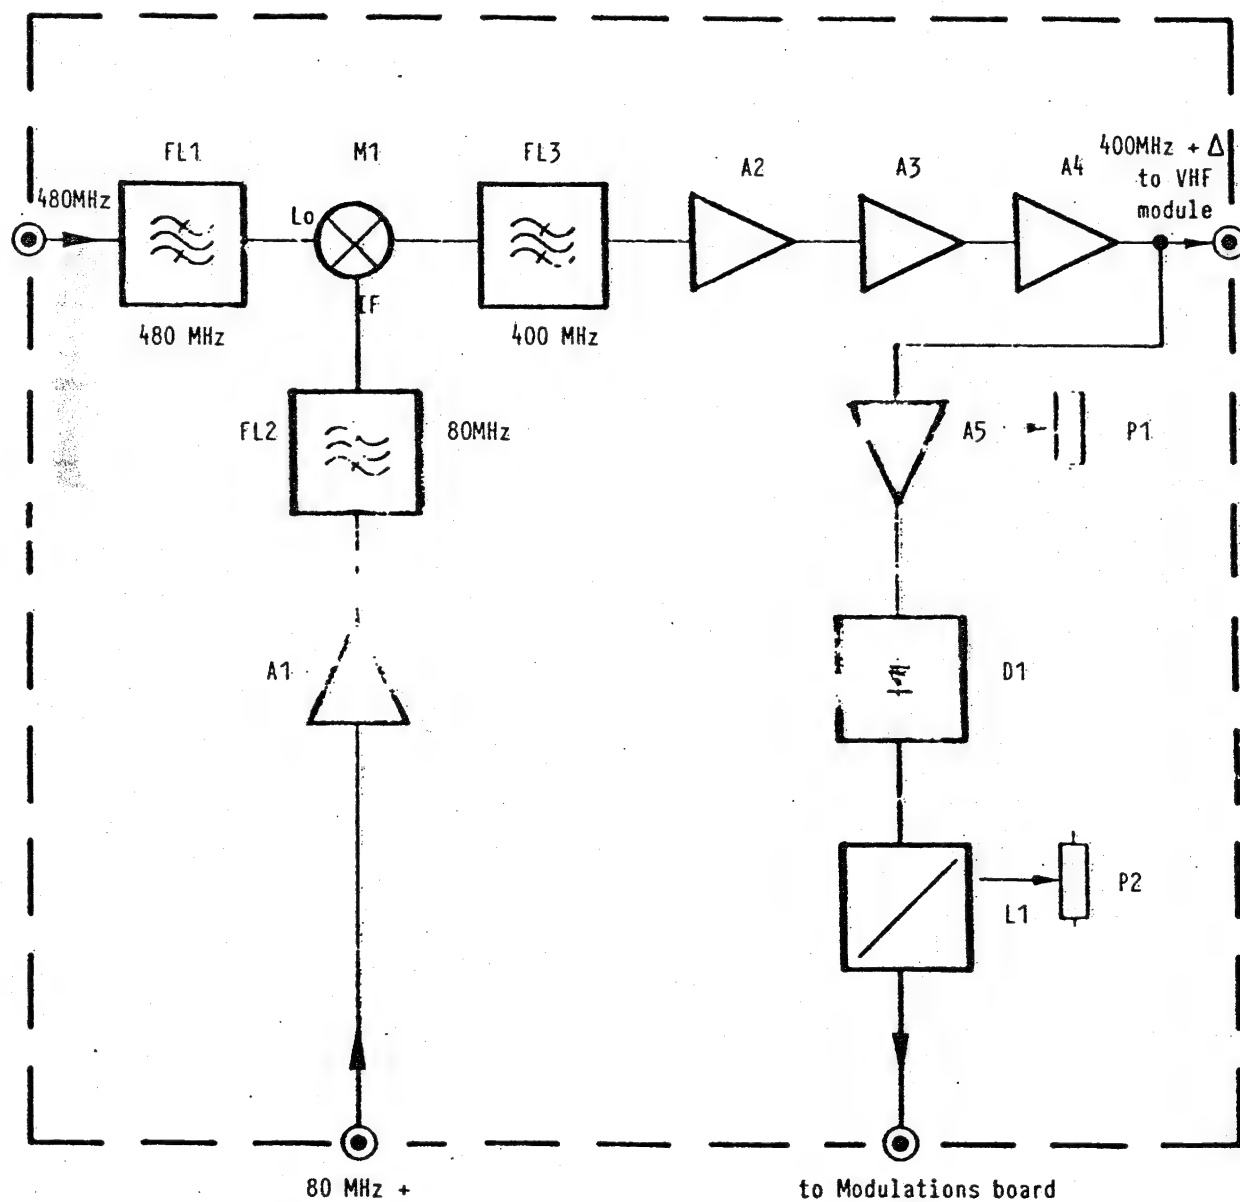 FL1
M1
FL3
A2
A3
A4
400MHz + Δ
to VHF
module
480MHz
Lo
IF
480 MHz
400 MHz
FL2
80MHz
A5
P1
A1
D1
L1
P2
80 MHz +
to Modulations board